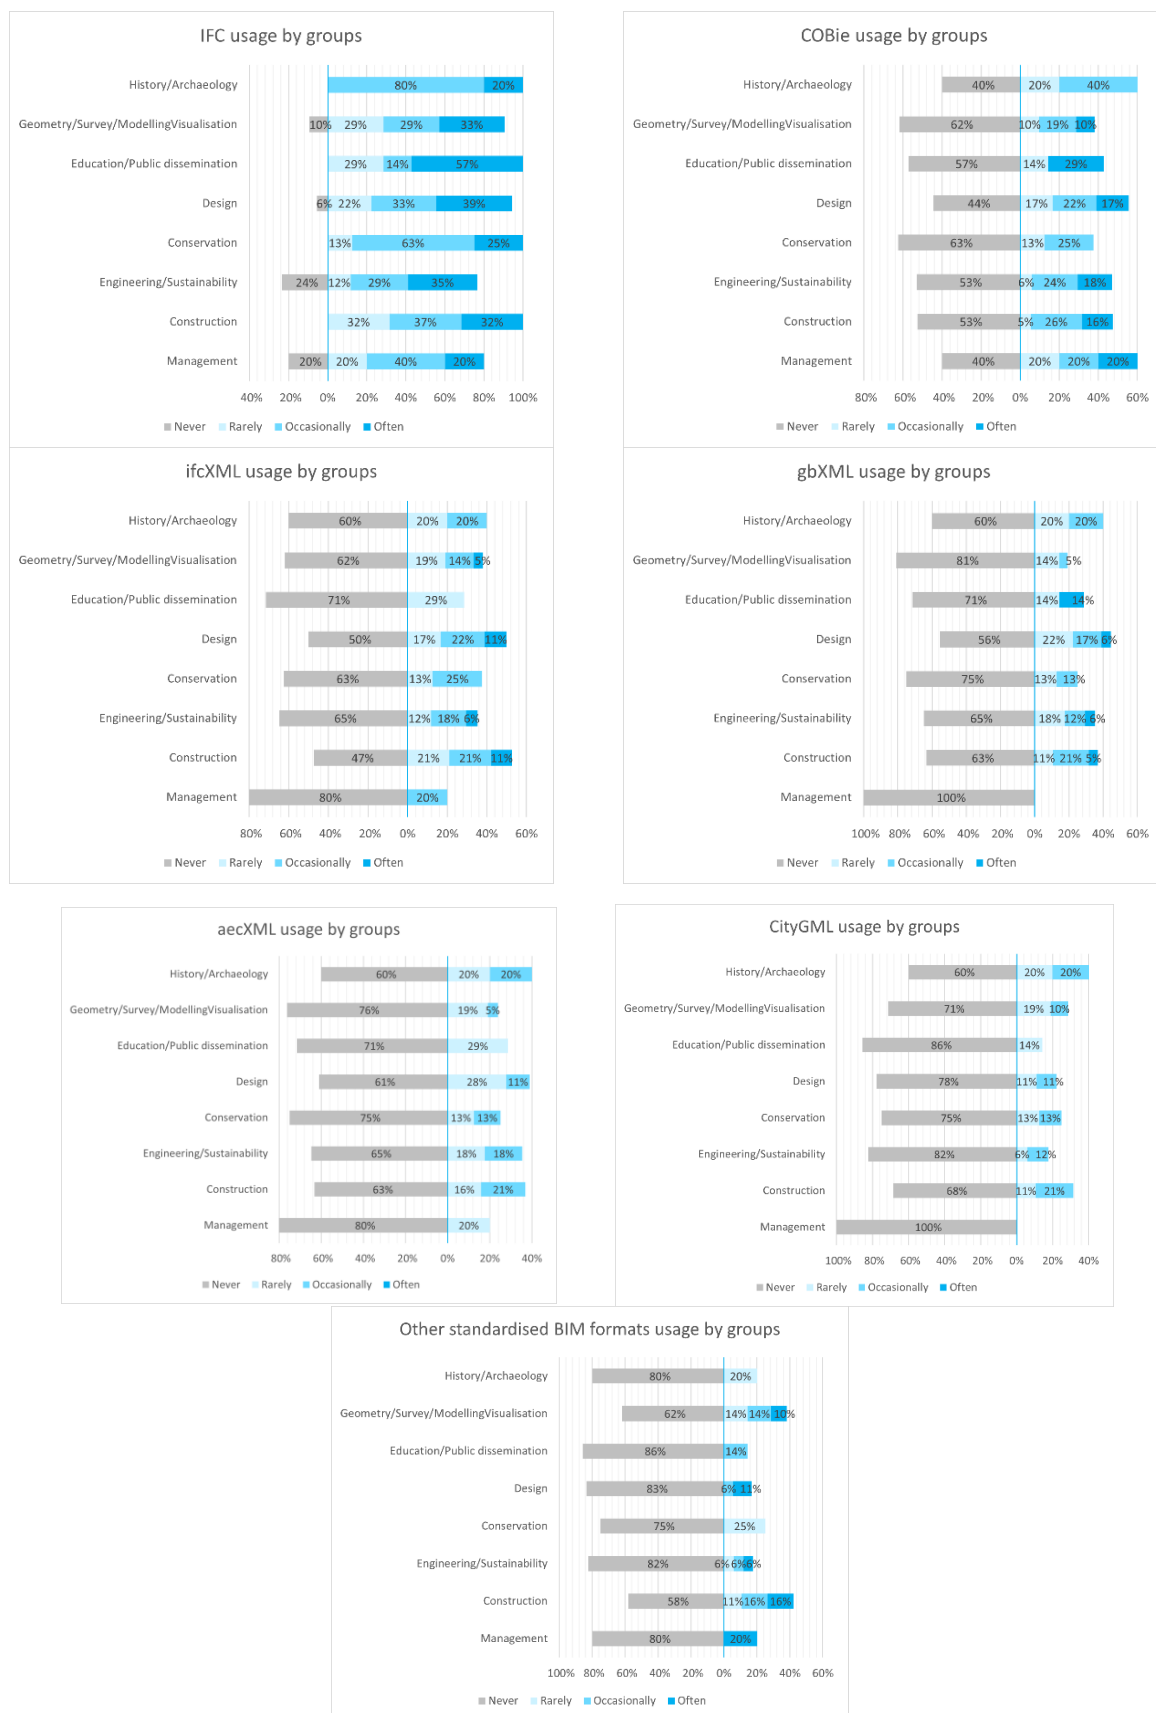 IFC usage by groups
History/Archaeology 80% 20%
Geometry/Survey/ModellingVisualisation 10% 29% 29% 33%
Education/Public dissemination 29% 14% 57%
Design 6% 22% 33% 39%
Conservation 13% 63% 25%
Engineering/Sustainability 24% 12% 29% 35%
Construction 32% 37% 32%
Management 20% 20% 40% 20%
40% 20% 0% 20% 40% 60% 80% 100%
Never Rarely Occasionally Often
COBie usage by groups
History/Archaeology 40% 20% 40%
Geometry/Survey/ModellingVisualisation 62% 10% 19% 10%
Education/Public dissemination 57% 14% 29%
Design 44% 17% 22% 17%
Conservation 63% 13% 25%
Engineering/Sustainability 53% 6% 24% 18%
Construction 53% 5% 26% 16%
Management 40% 20% 20% 20%
80% 60% 40% 20% 0% 20% 40% 60%
Never Rarely Occasionally Often
ifcXML usage by groups
History/Archaeology 60% 20% 20%
Geometry/Survey/ModellingVisualisation 62% 19% 14% 5%
Education/Public dissemination 71% 29%
Design 50% 17% 22% 11%
Conservation 63% 13% 25%
Engineering/Sustainability 65% 12% 18% 6%
Construction 47% 21% 21% 11%
Management 80% 20%
80% 60% 40% 20% 0% 20% 40% 60%
Never Rarely Occasionally Often
gbXML usage by groups
History/Archaeology 60% 20% 20%
Geometry/Survey/ModellingVisualisation 81% 14% 5%
Education/Public dissemination 71% 14% 14%
Design 56% 22% 17% 6%
Conservation 75% 13% 13%
Engineering/Sustainability 65% 18% 12% 6%
Construction 63% 11% 21% 5%
Management 100%
100% 80% 60% 40% 20% 0% 20% 40% 60%
Never Rarely Occasionally Often
aecXML usage by groups
History/Archaeology 60% 20% 20%
Geometry/Survey/ModellingVisualisation 76% 19% 5%
Education/Public dissemination 71% 29%
Design 61% 28% 11%
Conservation 75% 13% 13%
Engineering/Sustainability 65% 18% 18%
Construction 63% 16% 21%
Management 80% 20%
80% 60% 40% 20% 0% 20% 40%
Never Rarely Occasionally Often
CityGML usage by groups
History/Archaeology 60% 20% 20%
Geometry/Survey/ModellingVisualisation 71% 19% 10%
Education/Public dissemination 86% 14%
Design 78% 11% 11%
Conservation 75% 13% 13%
Engineering/Sustainability 82% 6% 12%
Construction 68% 11% 21%
Management 100%
100% 80% 60% 40% 20% 0% 20% 40%
Never Rarely Occasionally Often
Other standardised BIM formats usage by groups
History/Archaeology 80% 20%
Geometry/Survey/ModellingVisualisation 62% 14% 14% 10%
Education/Public dissemination 86% 14%
Design 83% 6% 11%
Conservation 75% 25%
Engineering/Sustainability 82% 6% 6% 6%
Construction 58% 11% 16% 16%
Management 80% 20%
100% 80% 60% 40% 20% 0% 20% 40% 60%
Never Rarely Occasionally Often